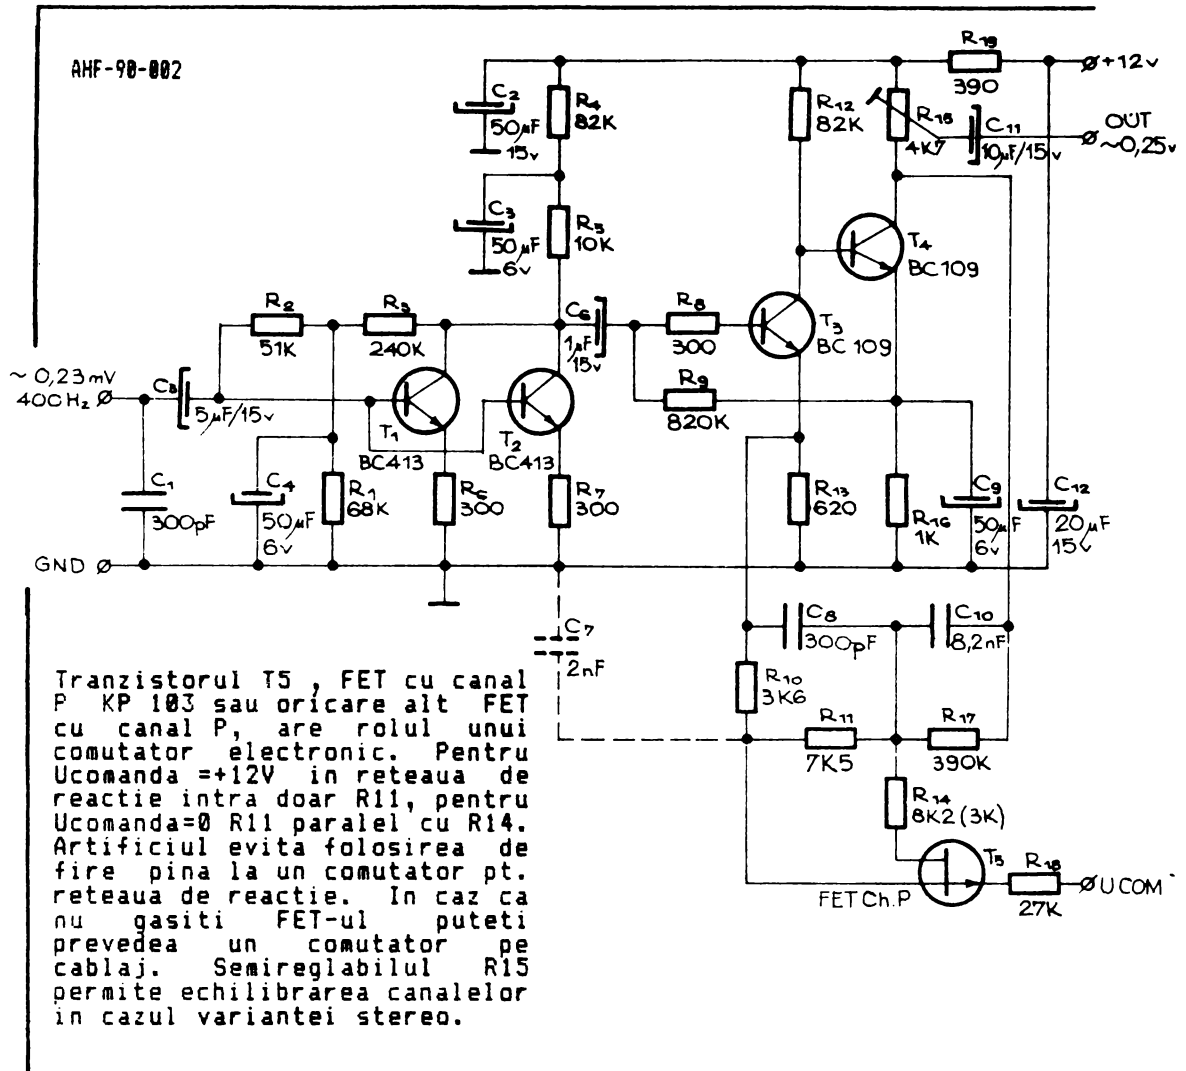 AHF-90-002
R19
390
+12v
C2
50µF
15v
R4
82K
R12
82K
R15
4K7
C11
10µF/15v
OUT
~0,25v
C3
50µF
6v
R5
10K
T4
BC109
R2
51K
R3
240K
C6
1µF
15v
R8
300
T3
BC109
~0,23mV
400Hz
5µF/15v
R9
820K
T1
BC413
T2
BC413
C1
300pF
C4
50µF
6v
R1
68K
R6
300
R7
300
R13
620
R16
1K
C9
50µF
6v
C12
20µF
15v
GND
C7
2nF
C8
300pF
C10
8,2nF
R10
3K6
R11
7K5
R17
390K
R14
8K2(3K)
T5
FET Ch.P
R18
27K
UCOM
Tranzistorul T5 , FET cu canal
P KP 103 sau oricare alt FET
cu canal P, are rolul unui
comutator electronic. Pentru
Ucomanda =+12V in reteaua de
reactie intra doar R11, pentru
Ucomanda=0 R11 paralel cu R14.
Artificiul evita folosirea de
fire pina la un comutator pt.
reteaua de reactie. In caz ca
nu gasiti FET-ul puteti
prevedea un comutator pe
cablaj. Semireglabilul R15
permite echilibrarea canalelor
in cazul variantei stereo.